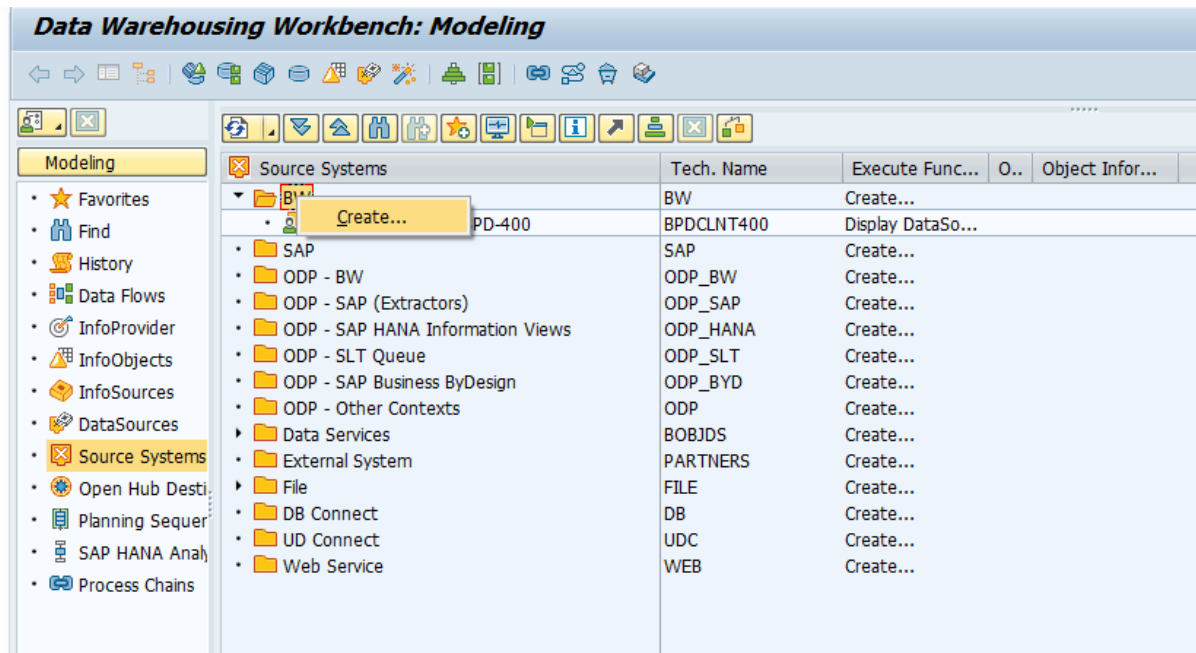 Data Warehousing Workbench: Modeling
Modeling
Favorites
Find
History
Data Flows
InfoProvider
InfoObjects
InfoSources
DataSources
Source Systems
Open Hub Desti
Planning Sequer
SAP HANA Analy
Process Chains
Source Systems Tech. Name Execute Func... O.. Object Infor...
BW BW Create...
Create...
PD-400 BPDCLNT400 Display DataSo...
SAP SAP Create...
ODP - BW ODP_BW Create...
ODP - SAP (Extractors) ODP_SAP Create...
ODP - SAP HANA Information Views ODP_HANA Create...
ODP - SLT Queue ODP_SLT Create...
ODP - SAP Business ByDesign ODP_BYD Create...
ODP - Other Contexts ODP Create...
Data Services BOBJDS Create...
External System PARTNERS Create...
File FILE Create...
DB Connect DB Create...
UD Connect UDC Create...
Web Service WEB Create...